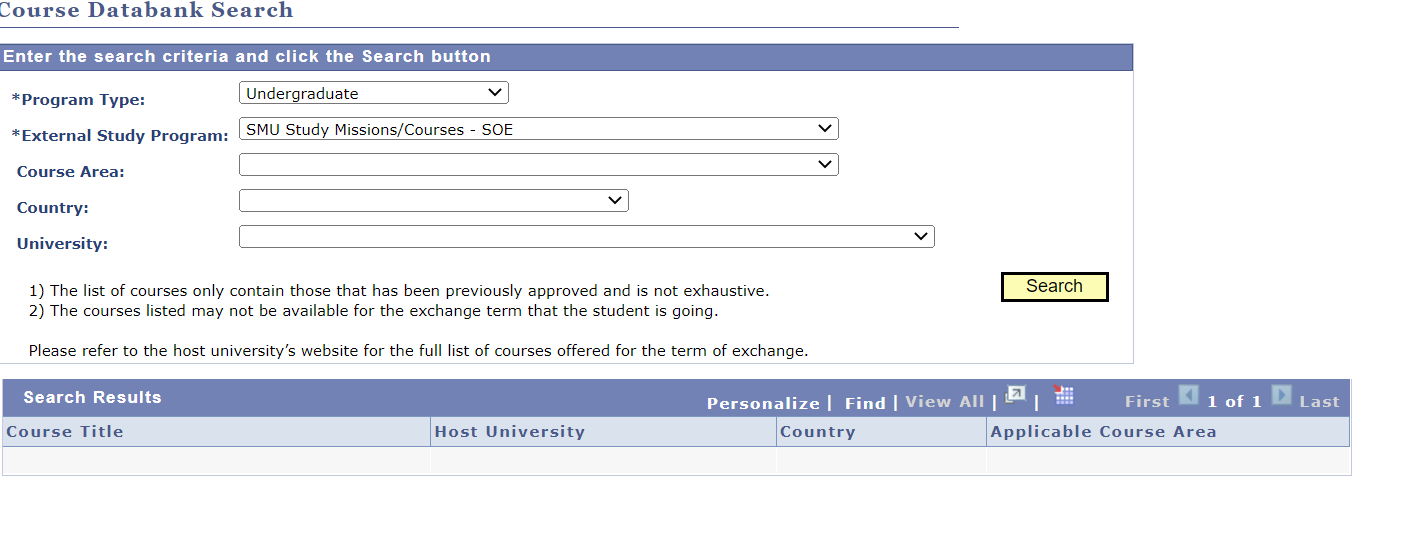 Course Databank Search
Enter the search criteria and click the Search button
*Program Type: Undergraduate
*External Study Program: SMU Study Missions/Courses - SOE
Course Area:
Country:
University:
1) The list of courses only contain those that has been previously approved and is not exhaustive.
Search
2) The courses listed may not be available for the exchange term that the student is going.
Please refer to the host university’s website for the full list of courses offered for the term of exchange.
Search Results Personalize | Find | View All | | First 1 of 1 Last
Course Title Host University Country Applicable Course Area